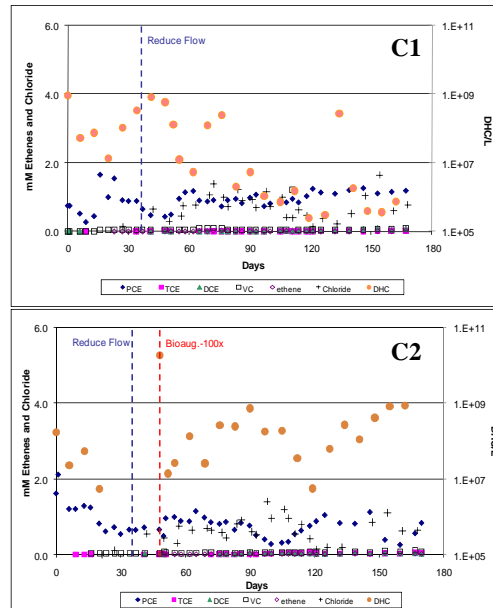 C1
Reduce Flow
6.0
4.0
2.0
0.0
mM Ethenes and Chloride
1.E+11
1.E+09
1.E+07
1.E+05
DHC/L
0 30 60 90 120 150 180
Days
PCE TCE DCE VC ethene Chloride DHC
C2
Reduce Flow
Bioaug.-100x
6.0
4.0
2.0
0.0
mM Ethenes and Chloride
1.E+11
1.E+09
1.E+07
1.E+05
0 30 60 90 120 150 180
Days
PCE TCE DCE VC ethene Chloride DHC